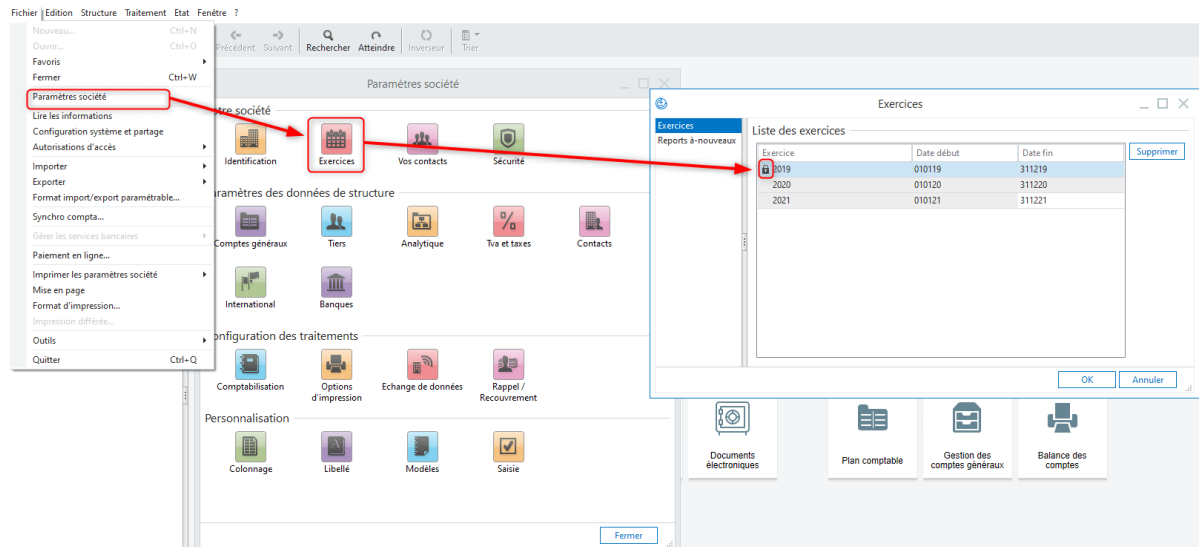 Fichier Edition Structure Traitement Etat Fenêtre ?
Nouveau... Ctrl+N
Ouvrir... Ctrl+O
Favoris
Fermer Ctrl+W
Paramètres société
Lire les informations
Configuration système et partage
Autorisations d'accès
Importer
Exporter
Format import/export paramétrable...
Synchro compta...
Gérer les services bancaires
Paiement en ligne...
Imprimer les paramètres société
Mise en page
Format d'impression...
Impression différée...
Outils
Quitter Ctrl+Q
Précédent Suivant Rechercher Atteindre Inverseur Trier
Paramètres société
tre société
Identification Exercices Vos contacts Sécurité
aramètres des données de structure
Comptes généraux Tiers Analytique Tva et taxes Contacts
International Banques
onfiguration des traitements
Comptabilisation Options d'impression Echange de données Rappel / Recouvrement
Personnalisation
Colonnage Libellé Modèles Saisie
Fermer
Exercices
Exercices
Reports à-nouveaux
Liste des exercices
Exercice Date début Date fin
2019 010119 311219
2020 010120 311220
2021 010121 311221
Supprimer
OK Annuler
Documents électroniques
Plan comptable
Gestion des comptes généraux
Balance des comptes